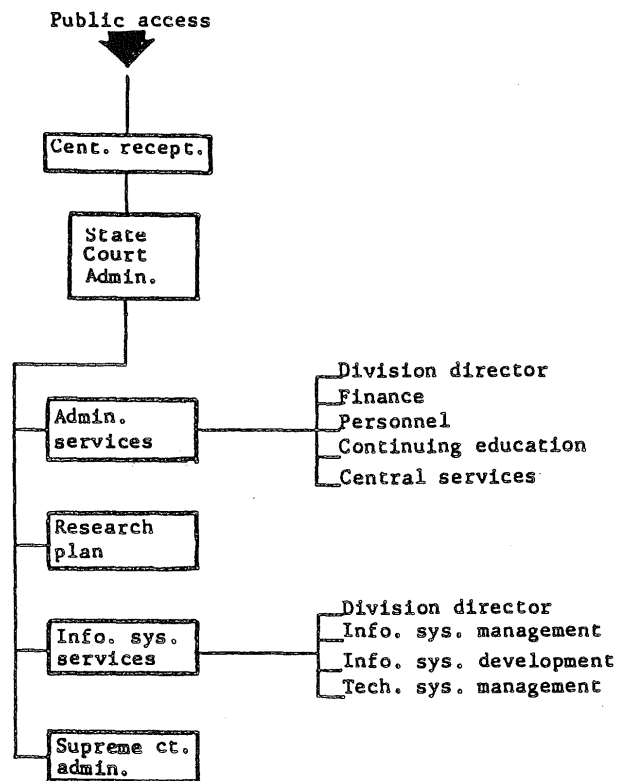 Public access
Cent. recept.
State
Court
Admin.
Admin.
services
Division director
Finance
Personnel
Continuing education
Central services
Research
plan
Info. sys.
services
Division director
Info. sys. management
Info. sys. development
Tech. sys. management
Supreme ct.
admin.